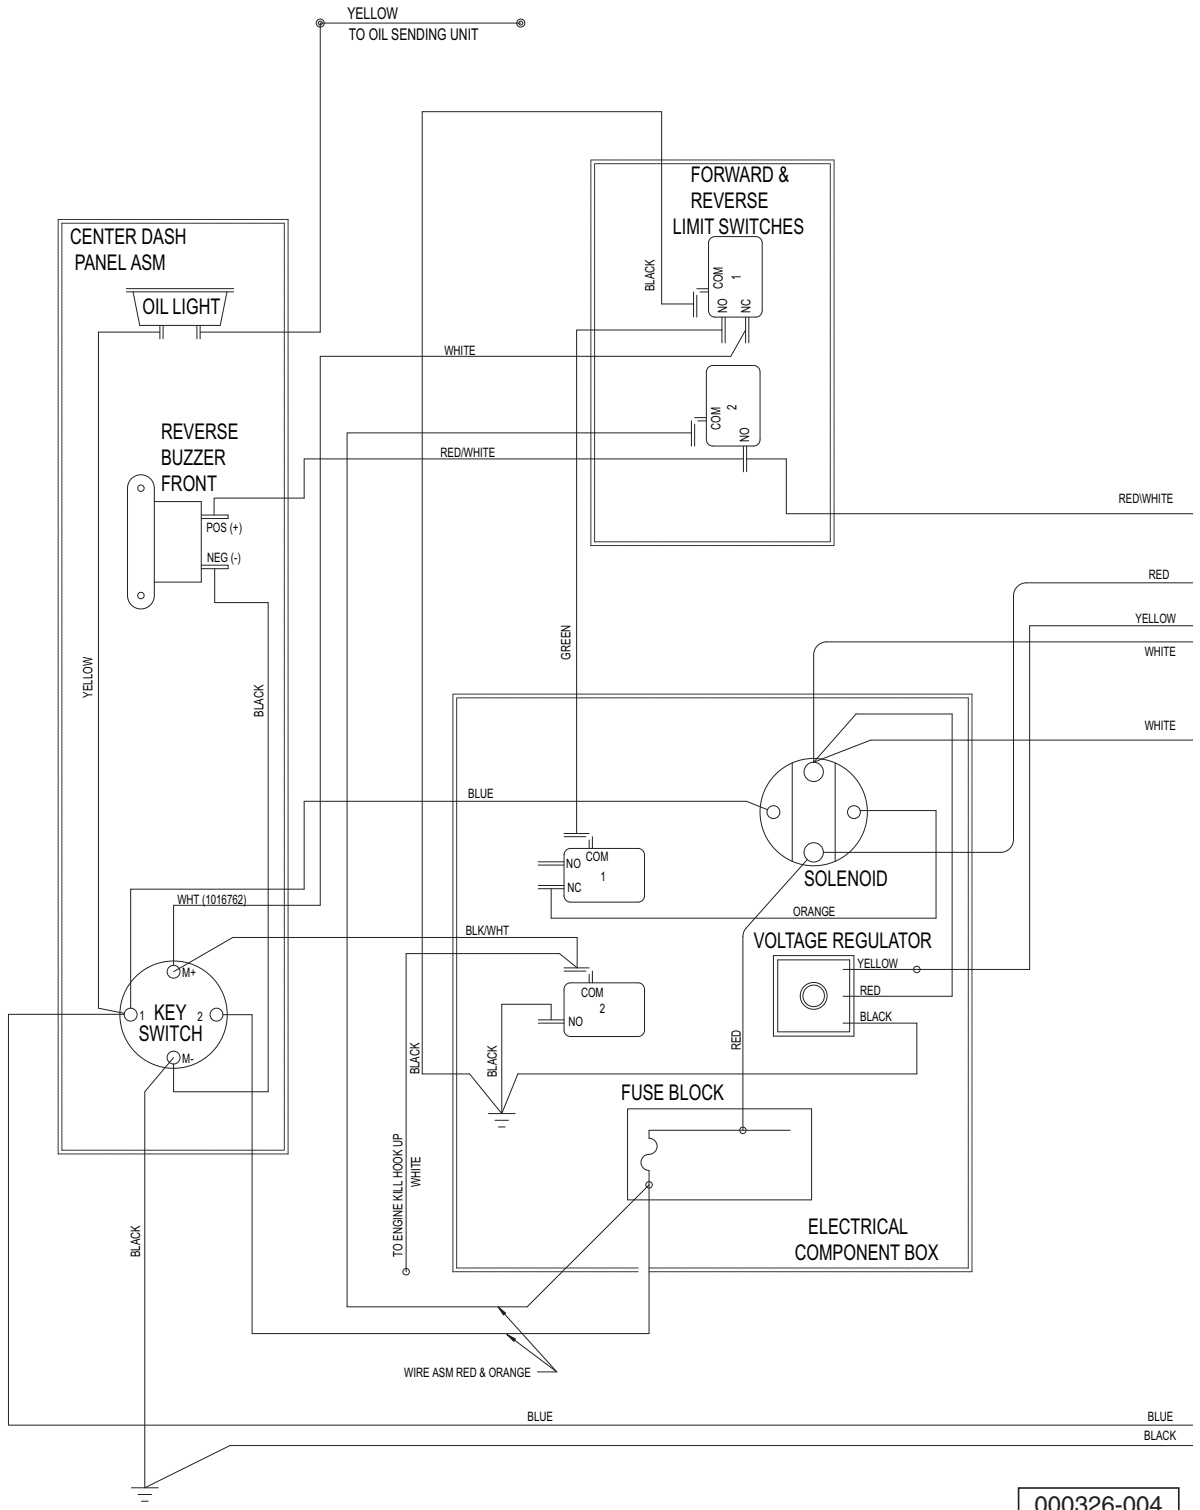 YELLOW
TO OIL SENDING UNIT
FORWARD &
REVERSE
LIMIT SWITCHES
CENTER DASH
PANEL ASM
BLACK
COM
1
NO
NC
OIL LIGHT
WHITE
COM
2
NO
REVERSE
BUZZER
FRONT
RED/WHITE
RED\WHITE
POS (+)
NEG (-)
RED
YELLOW
WHITE
GREEN
YELLOW
BLACK
WHITE
BLUE
NO
COM
1
NC
SOLENOID
WHT (1016762)
ORANGE
BLK/WHT
VOLTAGE REGULATOR
YELLOW
M+
RED
COM
2
NO
1
KEY
2
SWITCH
BLACK
M-
BLACK
BLACK
RED
FUSE BLOCK
TO ENGINE KILL HOOK UP
WHITE
BLACK
ELECTRICAL
COMPONENT BOX
WIRE ASM RED & ORANGE
BLUE
BLUE
BLACK
000326-004